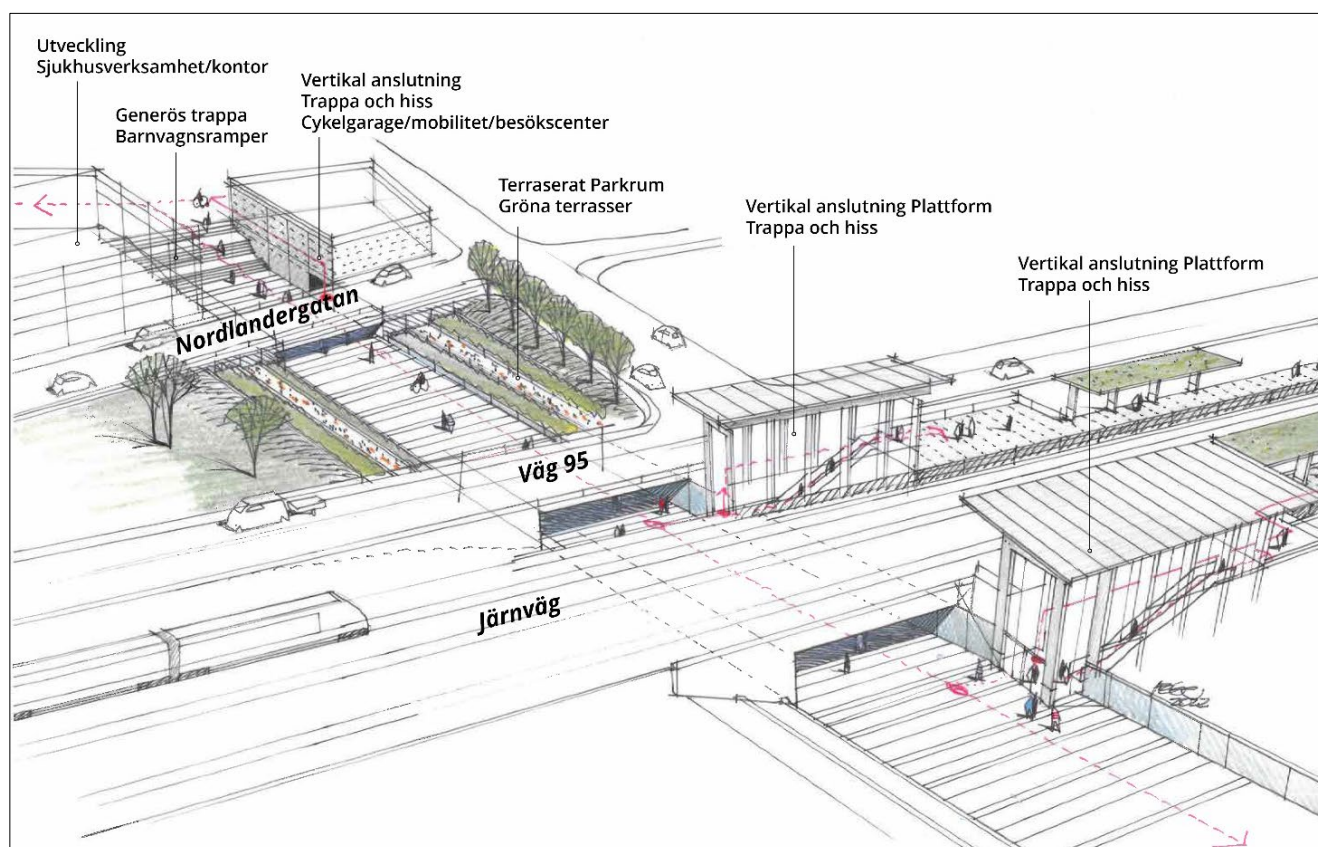 Utveckling
Sjukhusverksamhet/kontor
Generös trappa
Barnvagnsramper
Vertikal anslutning
Trappa och hiss
Cykelgarage/mobilitet/besökscenter
Terraserat Parkrum
Gröna terrasser
Vertikal anslutning Plattform
Trappa och hiss
Vertikal anslutning Plattform
Trappa och hiss
Nordlandergatan
Väg 95
Järnväg
2022